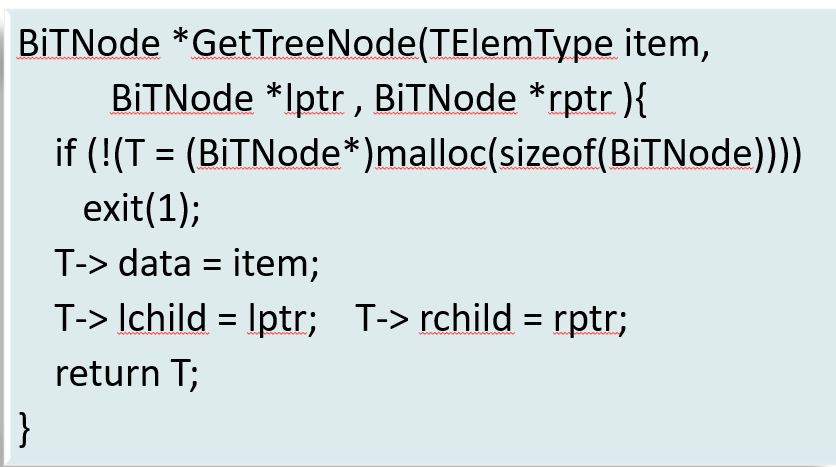 BiTNode *GetTreeNode(TElemType item,
BiTNode *lptr , BiTNode *rptr ){
if (!(T = (BiTNode*)malloc(sizeof(BiTNode))))
exit(1);
T-> data = item;
T-> lchild = lptr;    T-> rchild = rptr;
return T;
}